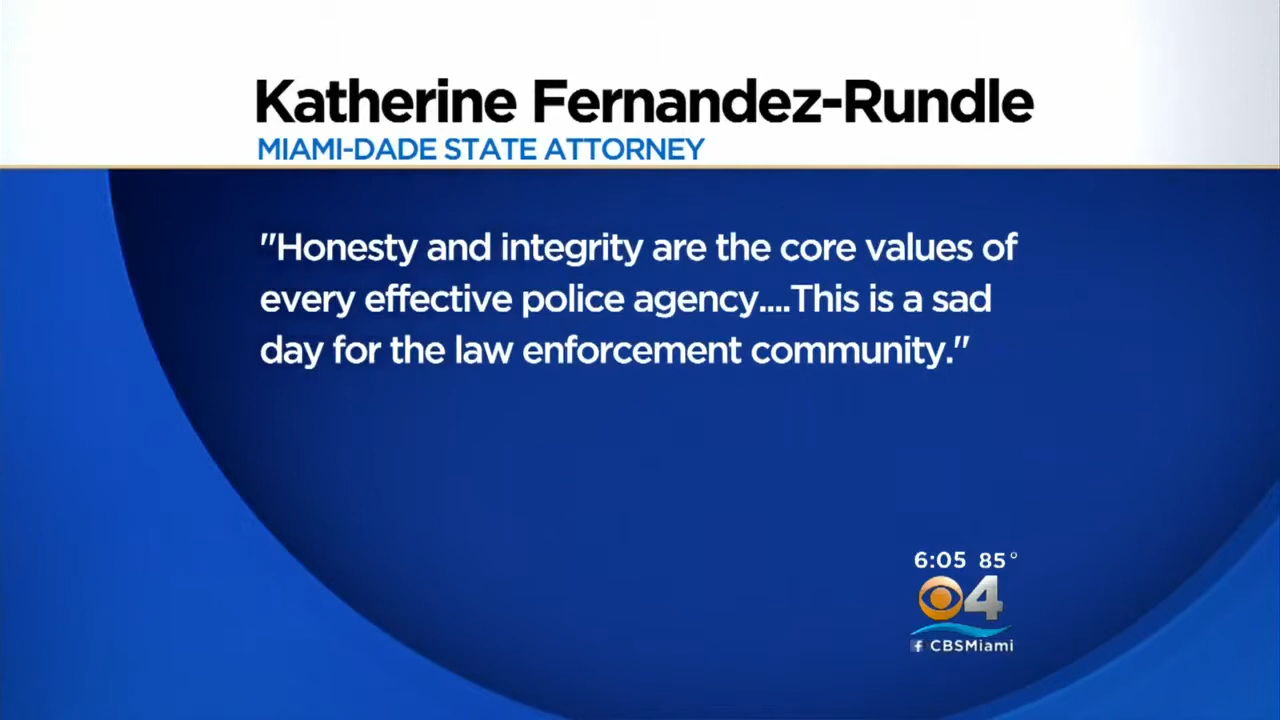 Katherine Fernandez-Rundle
MIAMI-DADE STATE ATTORNEY
"Honesty and integrity are the core values of
every effective police agency....This is a sad
day for the law enforcement community."
6:05 85°
4
f CBSMiami